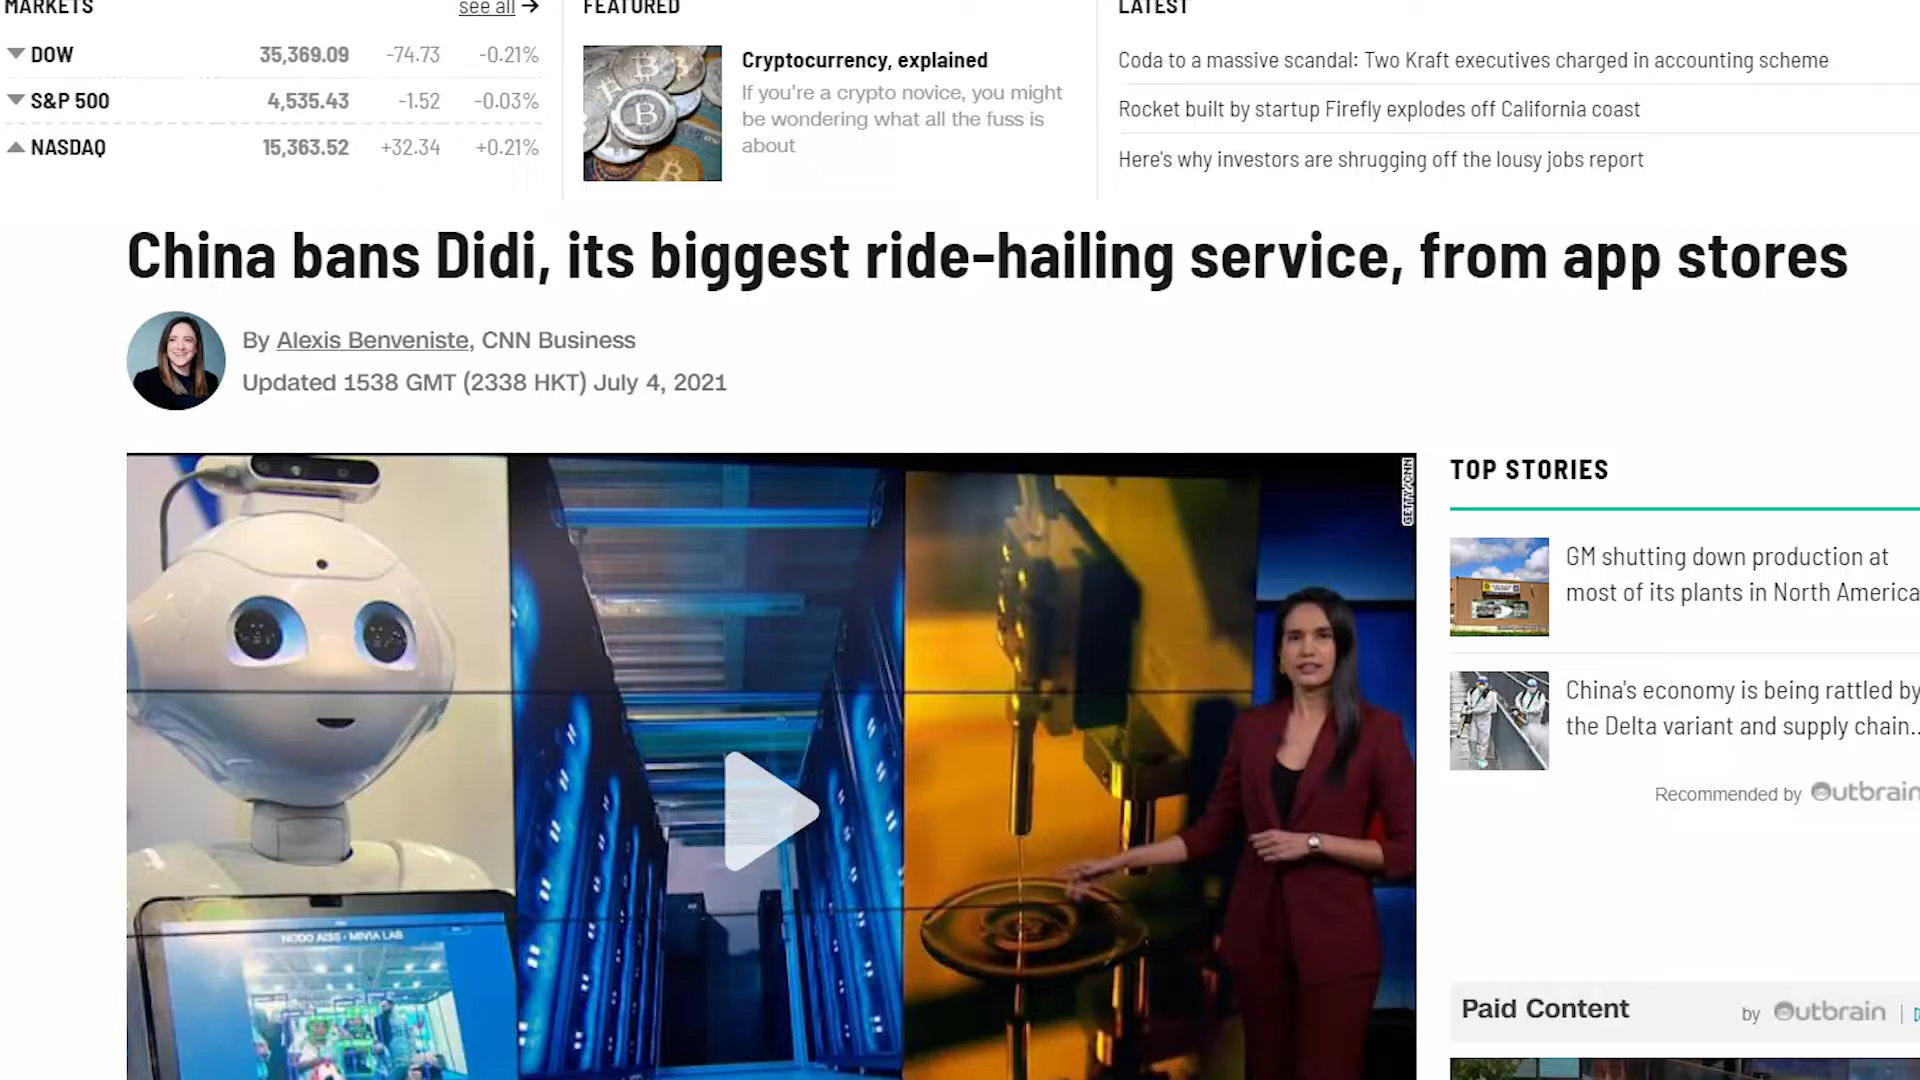 MARKETS
see all →
DOW 35,369.09 -74.73 -0.21%
S&P 500 4,535.43 -1.52 -0.03%
NASDAQ 15,363.52 +32.34 +0.21%
FEATURED
Cryptocurrency, explained
If you're a crypto novice, you might
be wondering what all the fuss is
about
LATEST
Coda to a massive scandal: Two Kraft executives charged in accounting scheme
Rocket built by startup Firefly explodes off California coast
Here's why investors are shrugging off the lousy jobs report
China bans Didi, its biggest ride-hailing service, from app stores
By Alexis Benveniste, CNN Business
Updated 1538 GMT (2338 HKT) July 4, 2021
GETTY/CNN
NODO AI3S - MIVIA LAB
TOP STORIES
GM shutting down production at
most of its plants in North America
China's economy is being rattled by
the Delta variant and supply chain..
Recommended by Outbrain
Paid Content
by Outbrain |